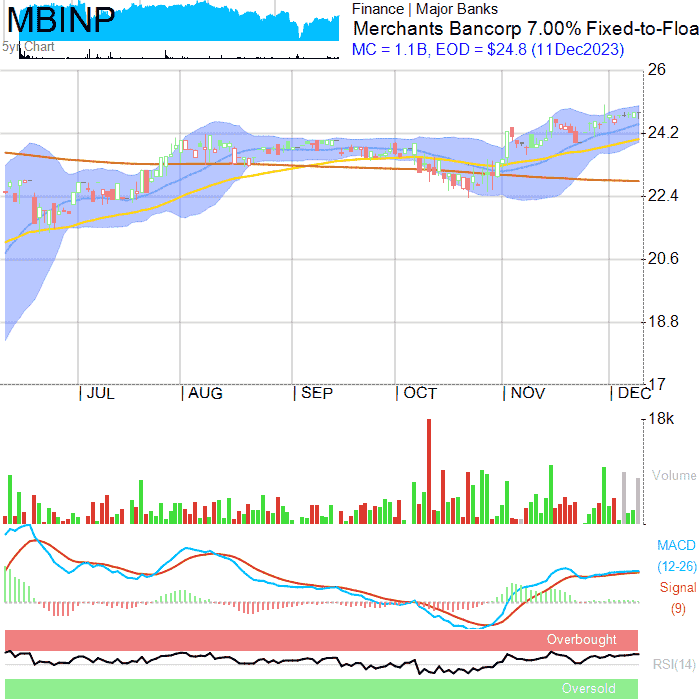 MBINP
5yr Chart
Finance | Major Banks
Merchants Bancorp 7.00% Fixed-to-Floa
MC = 1.1B, EOD = $24.8 (11Dec2023)
26
24.2
22.4
20.6
18.8
17
| JUL | AUG | SEP | OCT | NOV | DEC
18k
Volume
MACD
(12-26)
Signal
(9)
Overbought
RSI(14)
Oversold